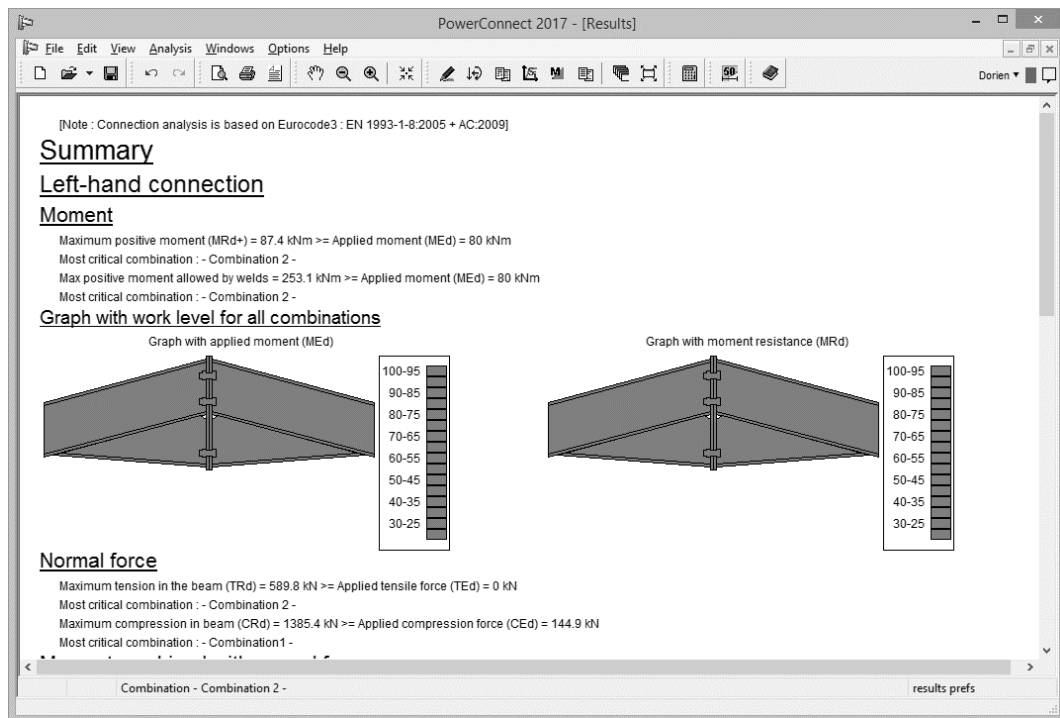 PowerConnect 2017 - [Results]
File Edit View Analysis Windows Options Help
Dorien
[Note : Connection analysis is based on Eurocode3 : EN 1993-1-8:2005 + AC:2009]
Summary
Left-hand connection
Moment
Maximum positive moment (MRd+) = 87.4 kNm >= Applied moment (MEd) = 80 kNm
Most critical combination : - Combination 2 -
Max positive moment allowed by welds = 253.1 kNm >= Applied moment (MEd) = 80 kNm
Most critical combination : - Combination 2 -
Graph with work level for all combinations
Graph with applied moment (MEd)
100-95
90-85
80-75
70-65
60-55
50-45
40-35
30-25
Graph with moment resistance (MRd)
100-95
90-85
80-75
70-65
60-55
50-45
40-35
30-25
Normal force
Maximum tension in the beam (TRd) = 589.8 kN >= Applied tensile force (TEd) = 0 kN
Most critical combination : - Combination 2 -
Maximum compression in beam (CRd) = 1385.4 kN >= Applied compression force (CEd) = 144.9 kN
Most critical combination : - Combination1 -
Combination - Combination 2 -
results prefs